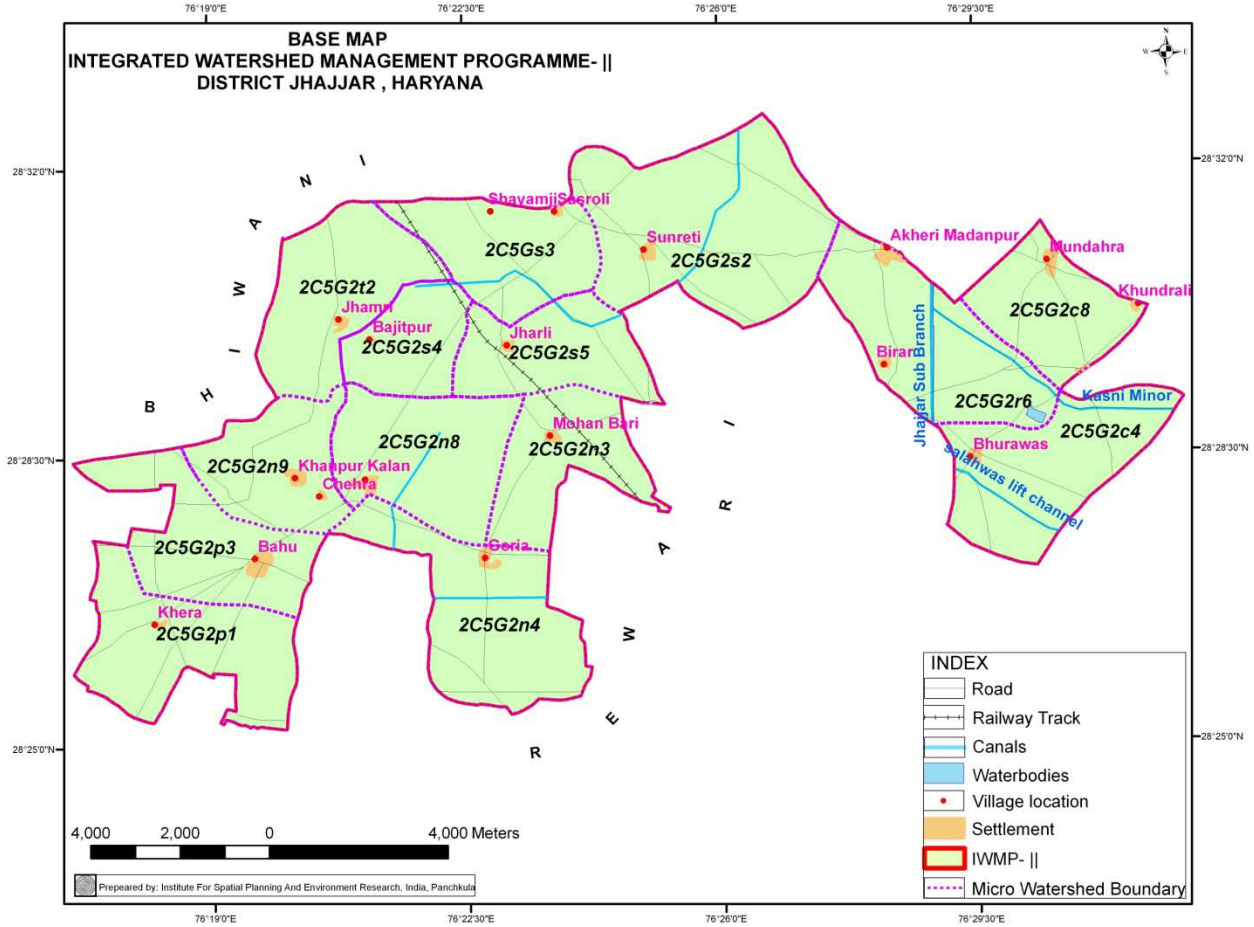 76°19'0"E 76°22'30"E 76°26'0"E 76°29'30"E
BASE MAP
INTEGRATED WATERSHED MANAGEMENT PROGRAMME- ||
DISTRICT JHAJJAR , HARYANA
N
W E
S
28°32'0"N 28°32'0"N
BHIWANI
ShayamjiSasroli
2C5Gs3
Sunreti
2C5G2s2
Akheri Madanpur
Mundahra
2C5G2t2
Khundrali
2C5G2c8
Jhamri
Bajitpur
2C5G2s4
Jharli
2C5G2s5
Birar
Jhajjar Sub Branch
Kasni Minor
2C5G2r6
2C5G2c4
Mohan Bari
2C5G2n8
2C5G2n3
Bhurawas
28°28'30"N 28°28'30"N
salahwas lift channel
2C5G2n9
Khanpur Kalan
Chehra
2C5G2p3
Bahu
Goria
Khera
2C5G2p1
2C5G2n4
REWARI
28°25'0"N 28°25'0"N
INDEX
Road
Railway Track
Canals
Waterbodies
Village location
Settlement
IWMP- ||
Micro Watershed Boundary
4,000 2,000 0 4,000 Meters
Prepeared by: Institute For Spatial Planning And Environment Research, India, Panchkula
76°19'0"E 76°22'30"E 76°26'0"E 76°29'30"E